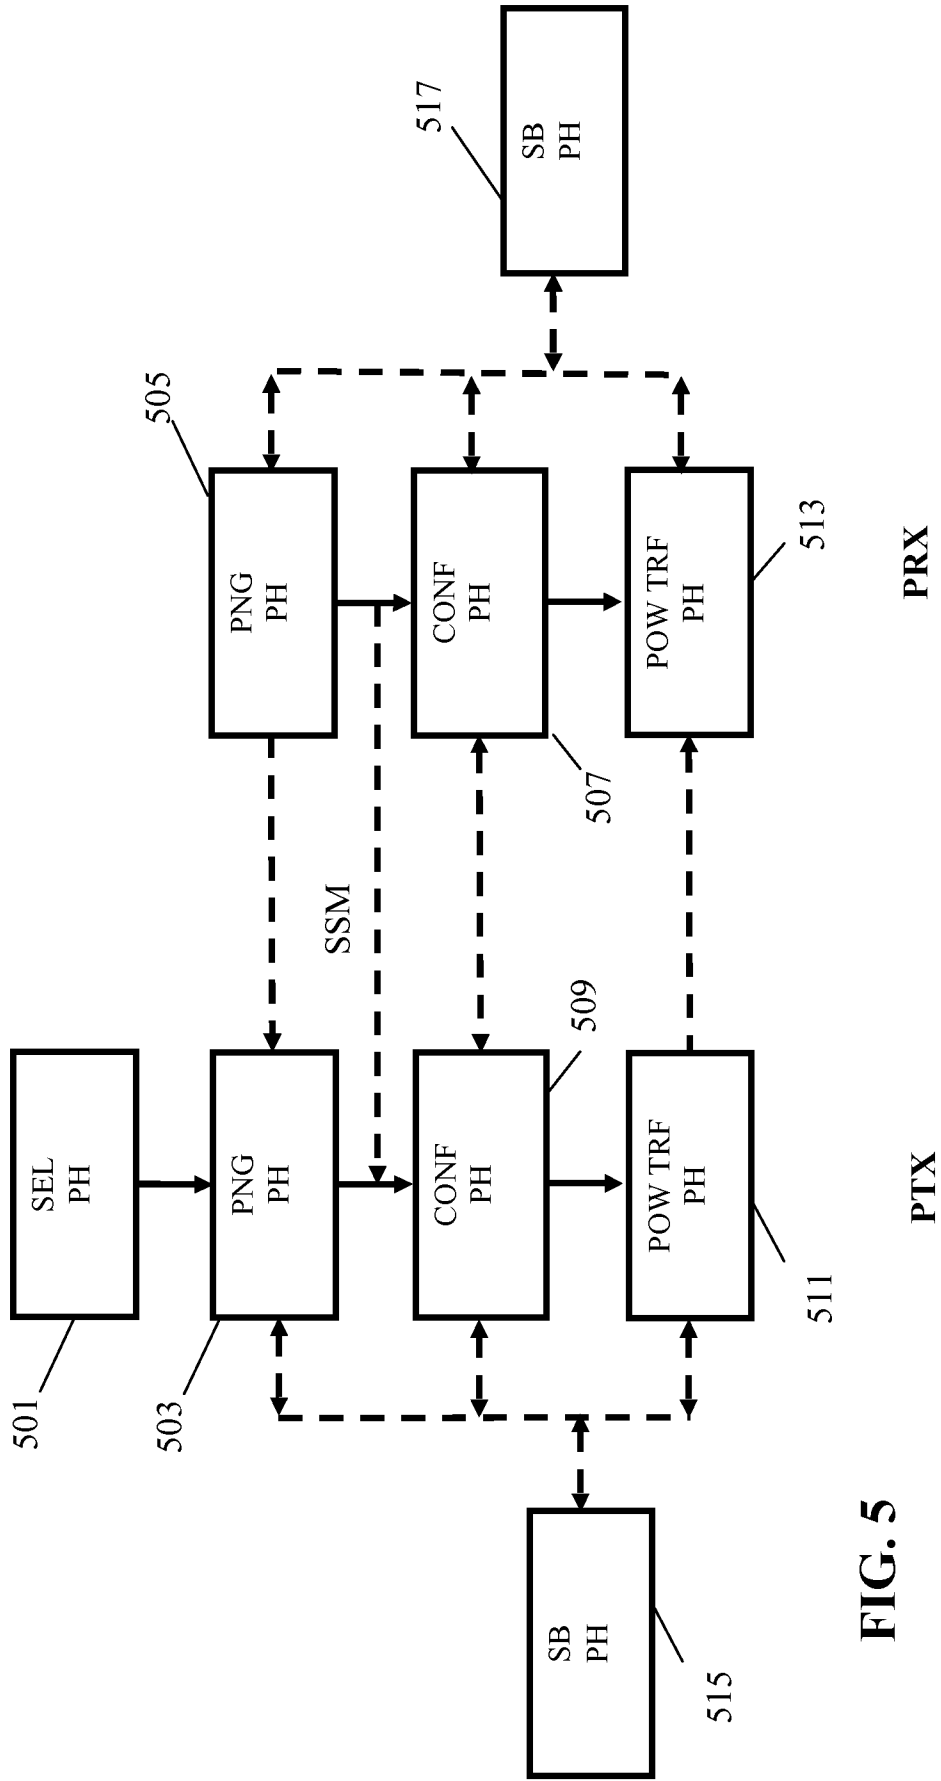 501
SEL
PH
503
PNG
PH
PNG
PH
505
SSM
CONF
PH
509
CONF
PH
507
POW TRF
PH
511
POW TRF
PH
513
SB
PH
515
SB
PH
517
PTX
PRX
FIG. 5